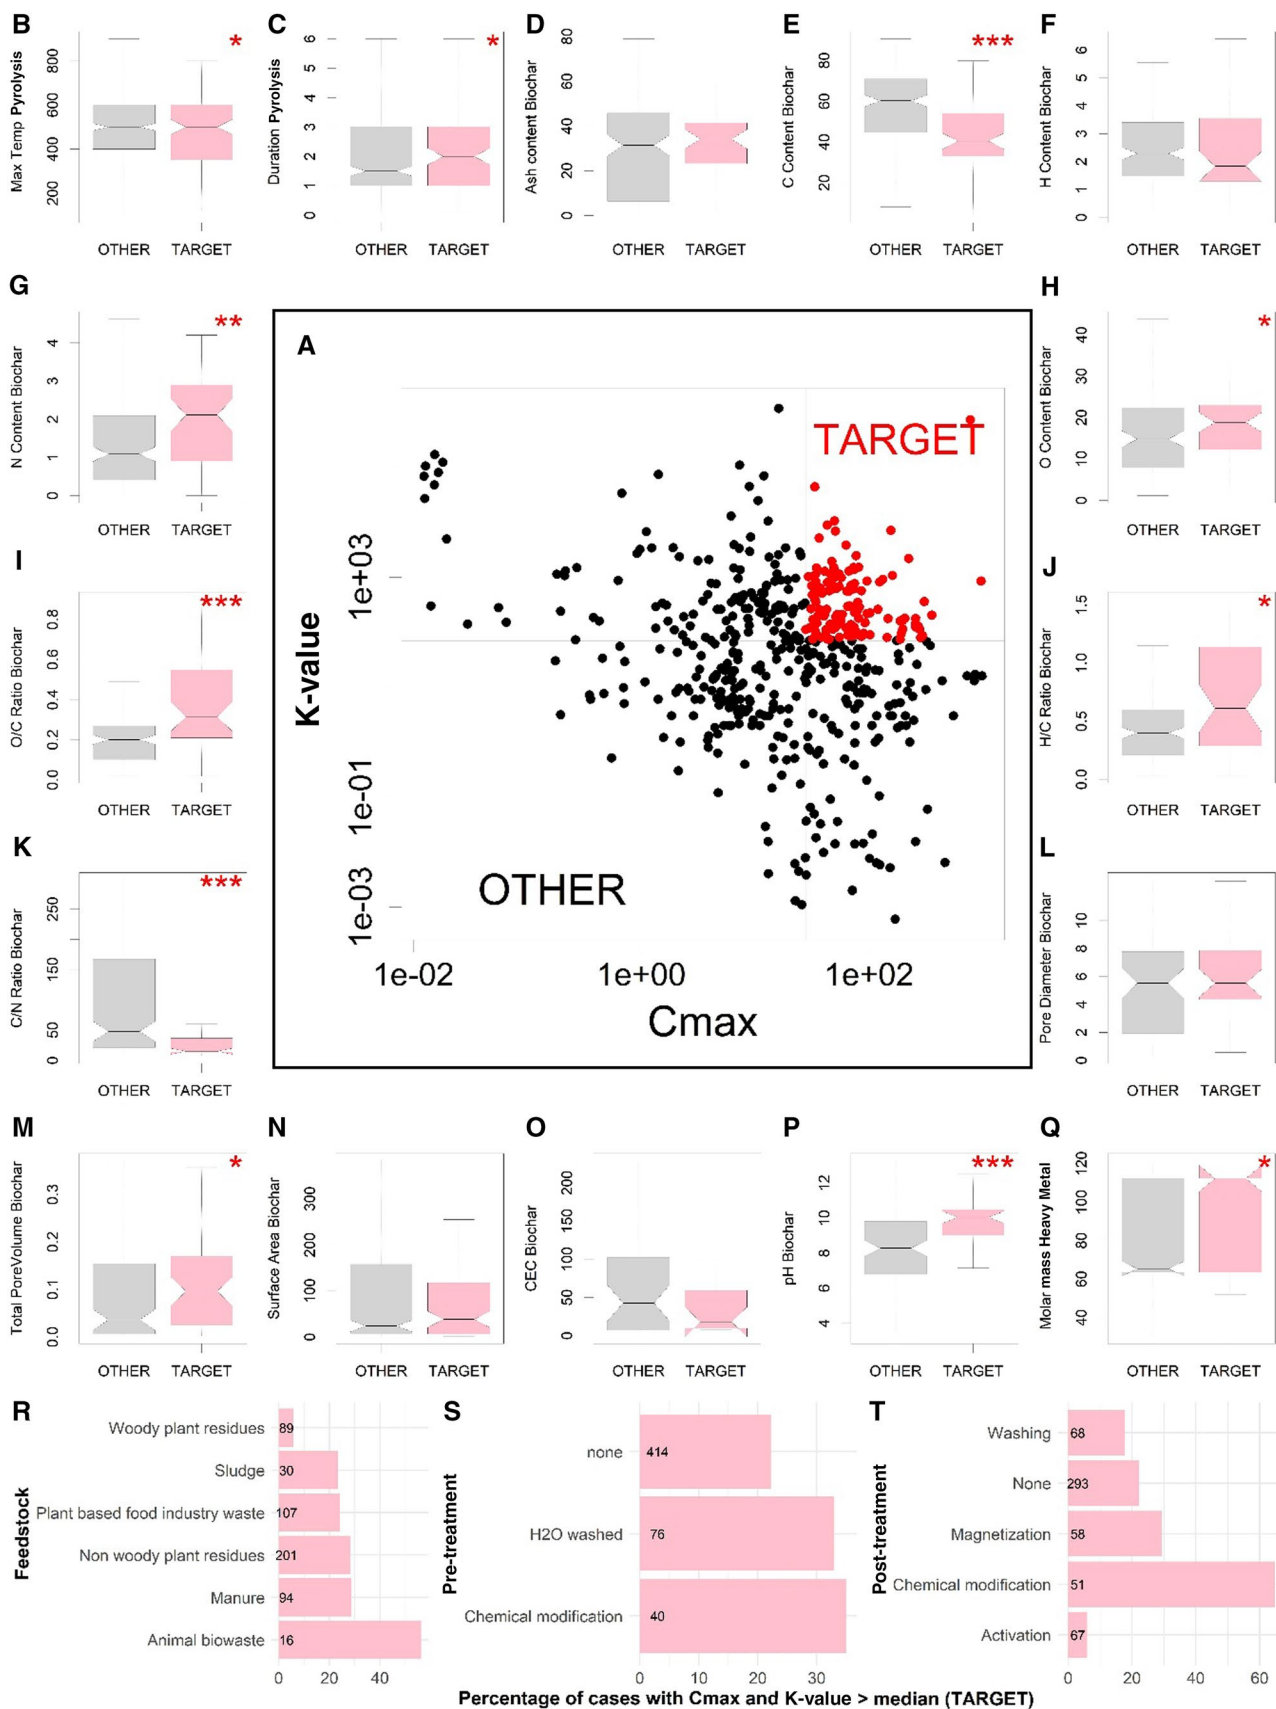 B
Max Temp Pyrolysis
200
400
600
800
*
OTHER
TARGET
C
Duration Pyrolysis
0
1
2
3
4
5
6
*
OTHER
TARGET
D
Ash content Biochar
0
20
40
60
80
OTHER
TARGET
E
C Content Biochar
20
40
60
80
***
OTHER
TARGET
F
H Content Biochar
0
1
2
3
4
5
6
OTHER
TARGET
G
N Content Biochar
0
1
2
3
4
**
OTHER
TARGET
A
TARGET
OTHER
K-value
1e-03
1e-01
1e+03
1e-02
1e+00
1e+02
Cmax
H
O Content Biochar
0
10
20
30
40
*
OTHER
TARGET
I
O/C Ratio Biochar
0.0
0.2
0.4
0.6
0.8
***
OTHER
TARGET
J
H/C Ratio Biochar
0.0
0.5
1.0
1.5
*
OTHER
TARGET
K
C/N Ratio Biochar
0
50
150
250
***
OTHER
TARGET
L
Pore Diameter Biochar
0
2
4
6
8
10
OTHER
TARGET
M
Total PoreVolume Biochar
0.0
0.1
0.2
0.3
*
OTHER
TARGET
N
Surface Area Biochar
0
100
200
300
OTHER
TARGET
O
CEC Biochar
0
50
100
150
200
OTHER
TARGET
P
pH Biochar
4
6
8
10
12
***
OTHER
TARGET
Q
Molar mass Heavy Metal
40
60
80
100
120
*
OTHER
TARGET
R
Feedstock
Woody plant residues 89
Sludge 30
Plant based food industry waste 107
Non woody plant residues 201
Manure 94
Animal biowaste 16
0 20 40
S
Pre-treatment
none 414
H2O washed 76
Chemical modification 40
0 10 20 30
T
Post-treatment
Washing 68
None 293
Magnetization 58
Chemical modification 51
Activation 67
0 20 40 60
Percentage of cases with Cmax and K-value > median (TARGET)